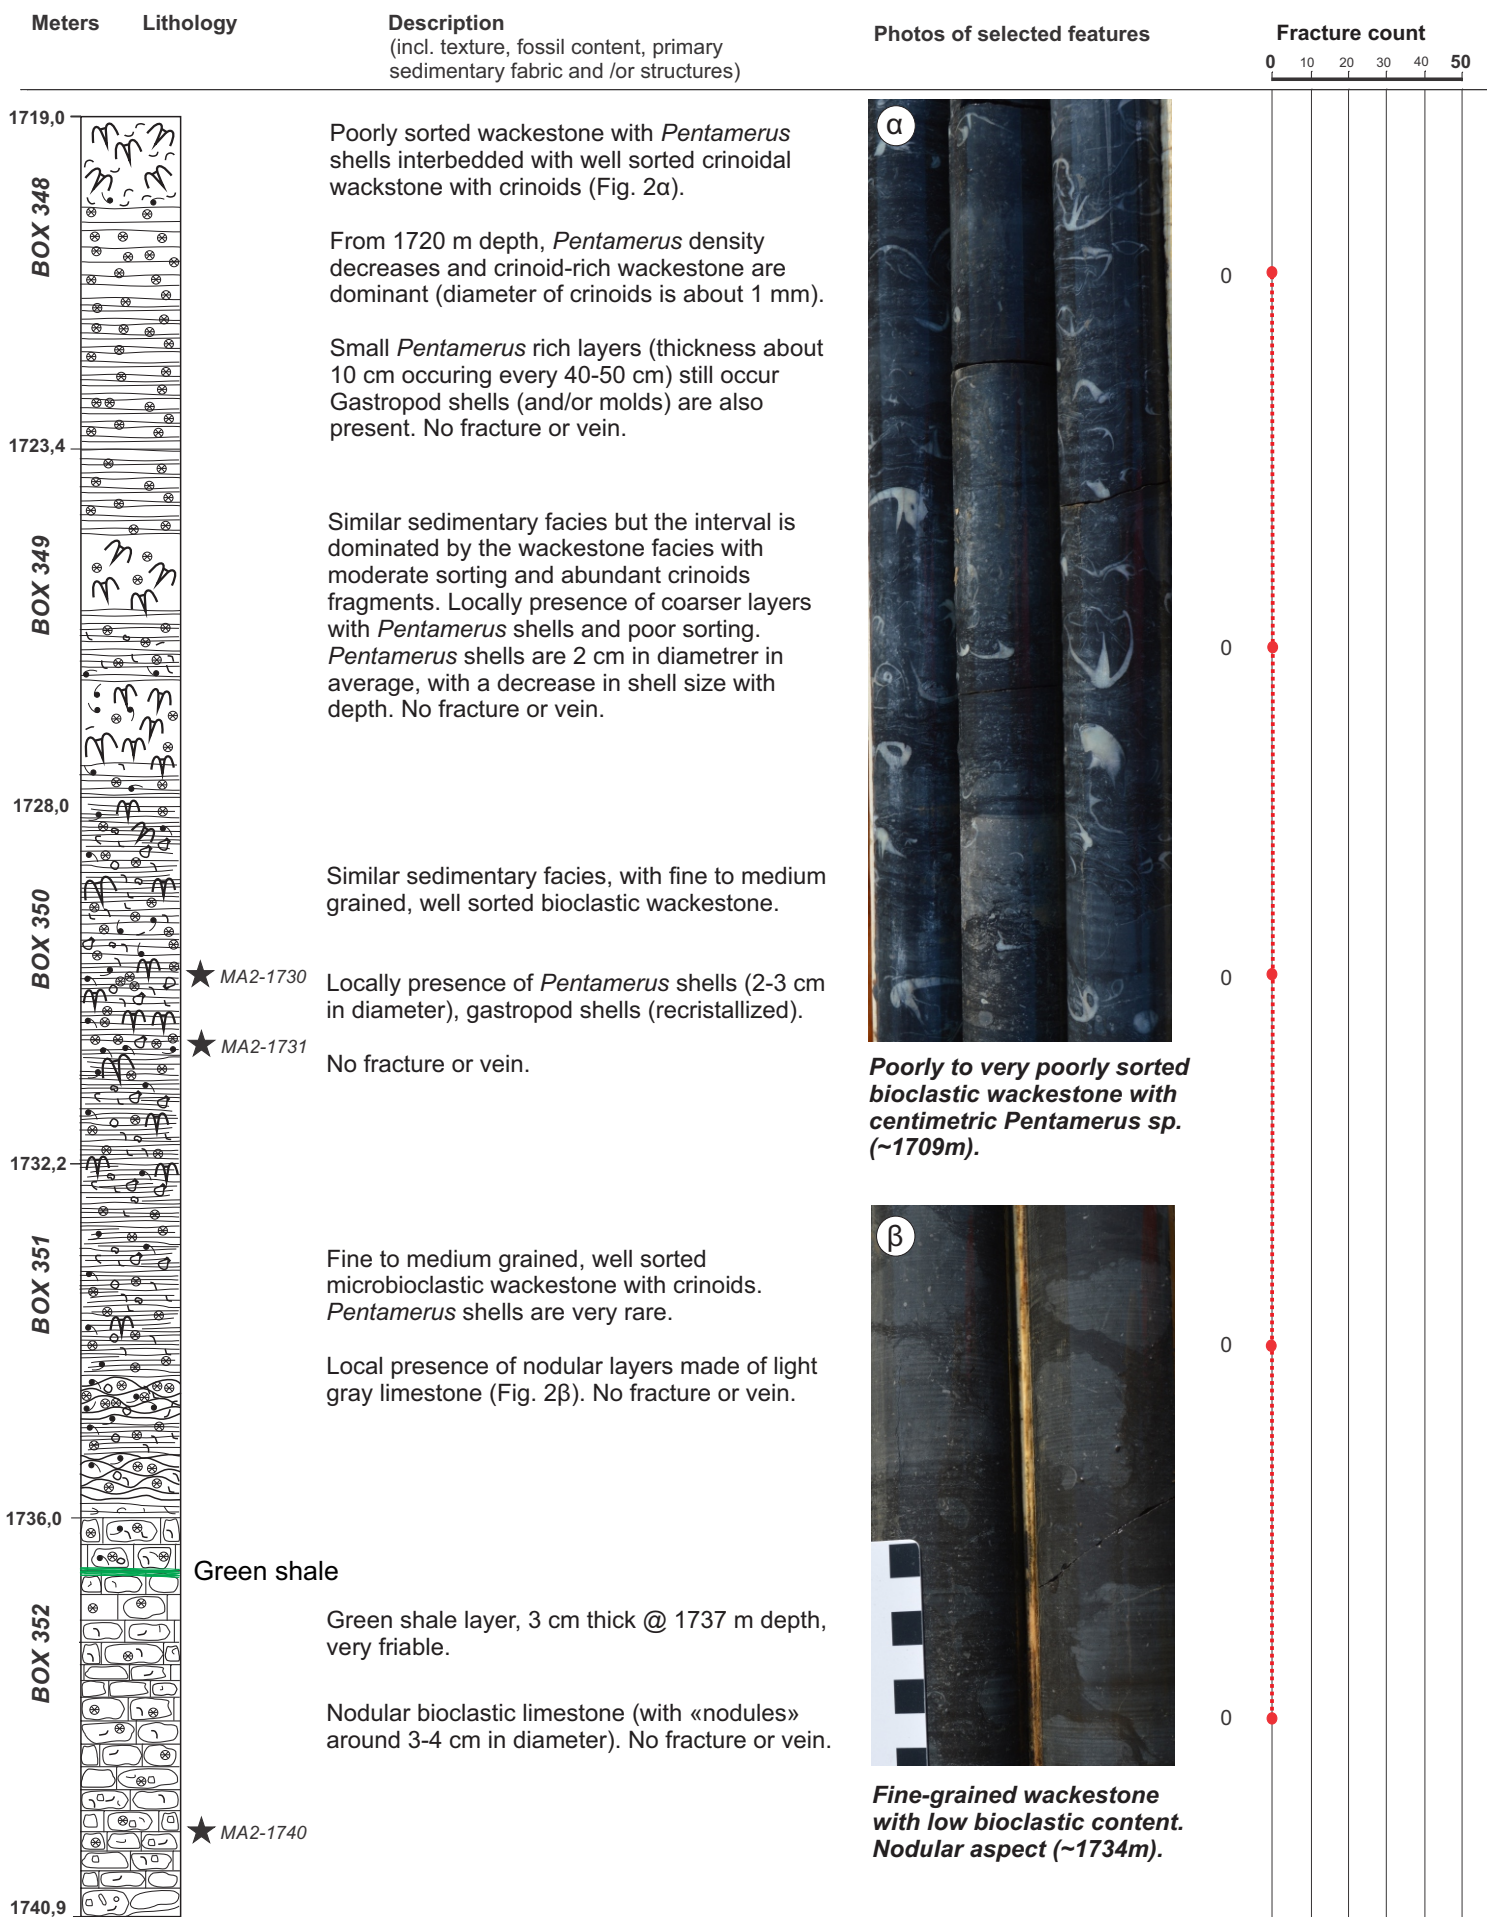 Meters
Lithology
Description
(incl. texture, fossil content, primary
sedimentary fabric and /or structures)
Photos of selected features
Fracture count
0 10 20 30 40 50
1719,0
BOX 348
Poorly sorted wackestone with Pentamerus
shells interbedded with well sorted crinoidal
wackstone with crinoids (Fig. 2α).
From 1720 m depth, Pentamerus density
decreases and crinoid-rich wackestone are
dominant (diameter of crinoids is about 1 mm).
Small Pentamerus rich layers (thickness about
10 cm occuring every 40-50 cm) still occur
Gastropod shells (and/or molds) are also
present. No fracture or vein.
α
0
1723,4
BOX 349
Similar sedimentary facies but the interval is
dominated by the wackestone facies with
moderate sorting and abundant crinoids
fragments. Locally presence of coarser layers
with Pentamerus shells and poor sorting.
Pentamerus shells are 2 cm in diametrer in
average, with a decrease in shell size with
depth. No fracture or vein.
0
1728,0
BOX 350
Similar sedimentary facies, with fine to medium
grained, well sorted bioclastic wackestone.
MA2-1730
Locally presence of Pentamerus shells (2-3 cm
in diameter), gastropod shells (recristallized).
MA2-1731
No fracture or vein.
0
Poorly to very poorly sorted
bioclastic wackestone with
centimetric Pentamerus sp.
(~1709m).
1732,2
BOX 351
Fine to medium grained, well sorted
microbioclastic wackestone with crinoids.
Pentamerus shells are very rare.
Local presence of nodular layers made of light
gray limestone (Fig. 2β). No fracture or vein.
β
0
1736,0
Green shale
BOX 352
Green shale layer, 3 cm thick @ 1737 m depth,
very friable.
Nodular bioclastic limestone (with «nodules»
around 3-4 cm in diameter). No fracture or vein.
0
MA2-1740
Fine-grained wackestone
with low bioclastic content.
Nodular aspect (~1734m).
1740,9